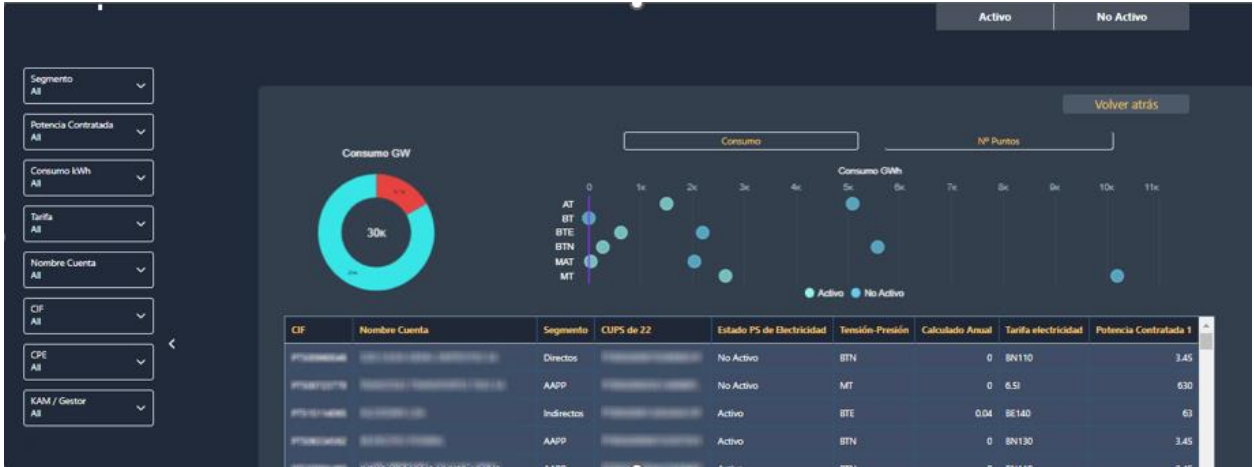 Activo No Activo
Segmento
All
Potencia Contratada
All
Consumo kWh
All
Tarifa
All
Nombre Cuenta
All
CIF
All
CPE
All
KAM / Gestor
All
Volver atrás
Consumo Nº Puntos
Consumo GW
30K
Consumo GWh
0 1K 2K 3K 4K 5K 6K 7K 8K 9K 10K 11K
AT
BT
BTE
BTN
MAT
MT
Activo No Activo
CIF Nombre Cuenta Segmento CUPS de 22 Estado PS de Electricidad Tensión-Presión Calculado Anual Tarifa electricidad Potencia Contratada 1
Directos No Activo BTN 0 BN110 3.45
AAPP No Activo MT 0 6.SI 630
Indirectos Activo BTE 0.04 BE140 63
AAPP Activo BTN 0 BN130 3.45